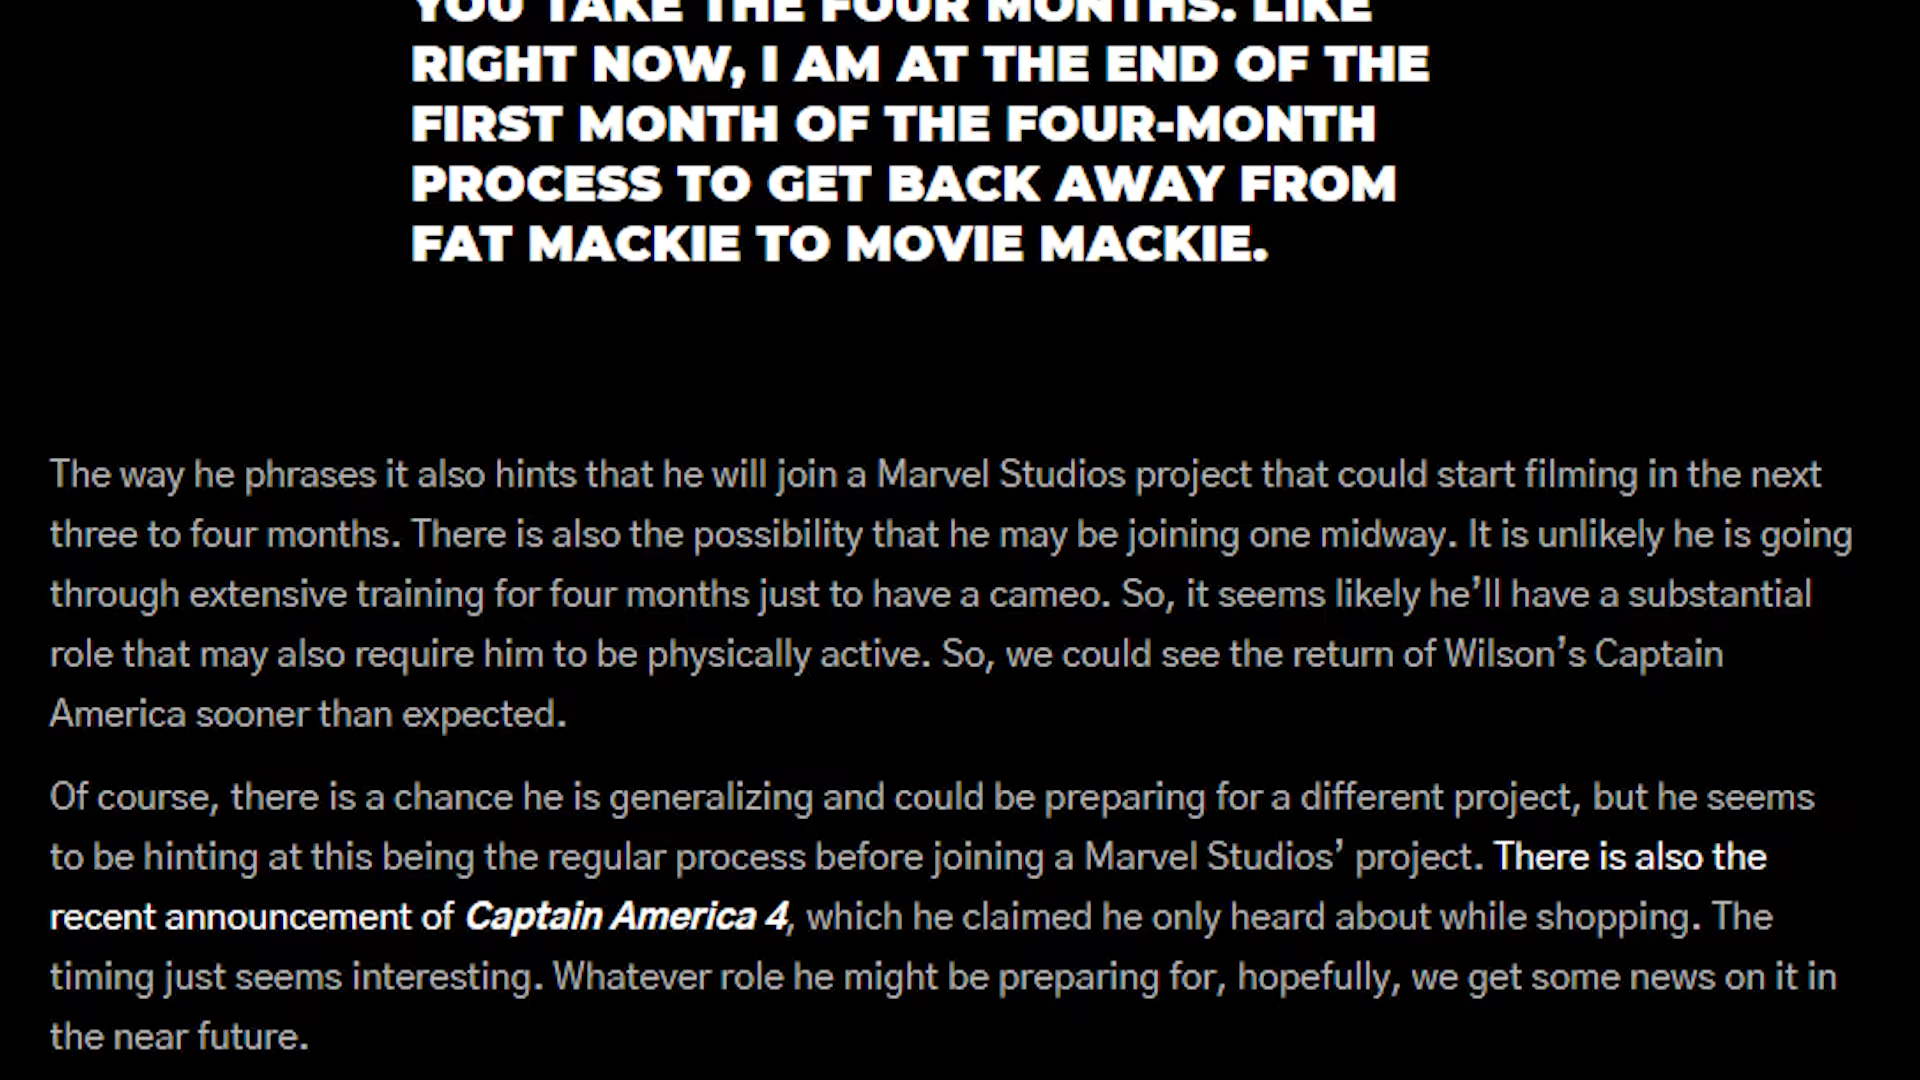 YOU TAKE THE FOUR MONTHS. LIKE
RIGHT NOW, I AM AT THE END OF THE
FIRST MONTH OF THE FOUR-MONTH
PROCESS TO GET BACK AWAY FROM
FAT MACKIE TO MOVIE MACKIE.
The way he phrases it also hints that he will join a Marvel Studios project that could start filming in the next
three to four months. There is also the possibility that he may be joining one midway. It is unlikely he is going
through extensive training for four months just to have a cameo. So, it seems likely he’ll have a substantial
role that may also require him to be physically active. So, we could see the return of Wilson’s Captain
America sooner than expected.
Of course, there is a chance he is generalizing and could be preparing for a different project, but he seems
to be hinting at this being the regular process before joining a Marvel Studios’ project. There is also the
recent announcement of Captain America 4, which he claimed he only heard about while shopping. The
timing just seems interesting. Whatever role he might be preparing for, hopefully, we get some news on it in
the near future.